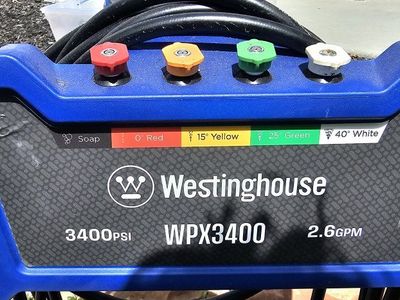 Soap 0° Red 15° Yellow 25° Green 40° White
Westinghouse
3400PSI WPX3400 2.6GPM